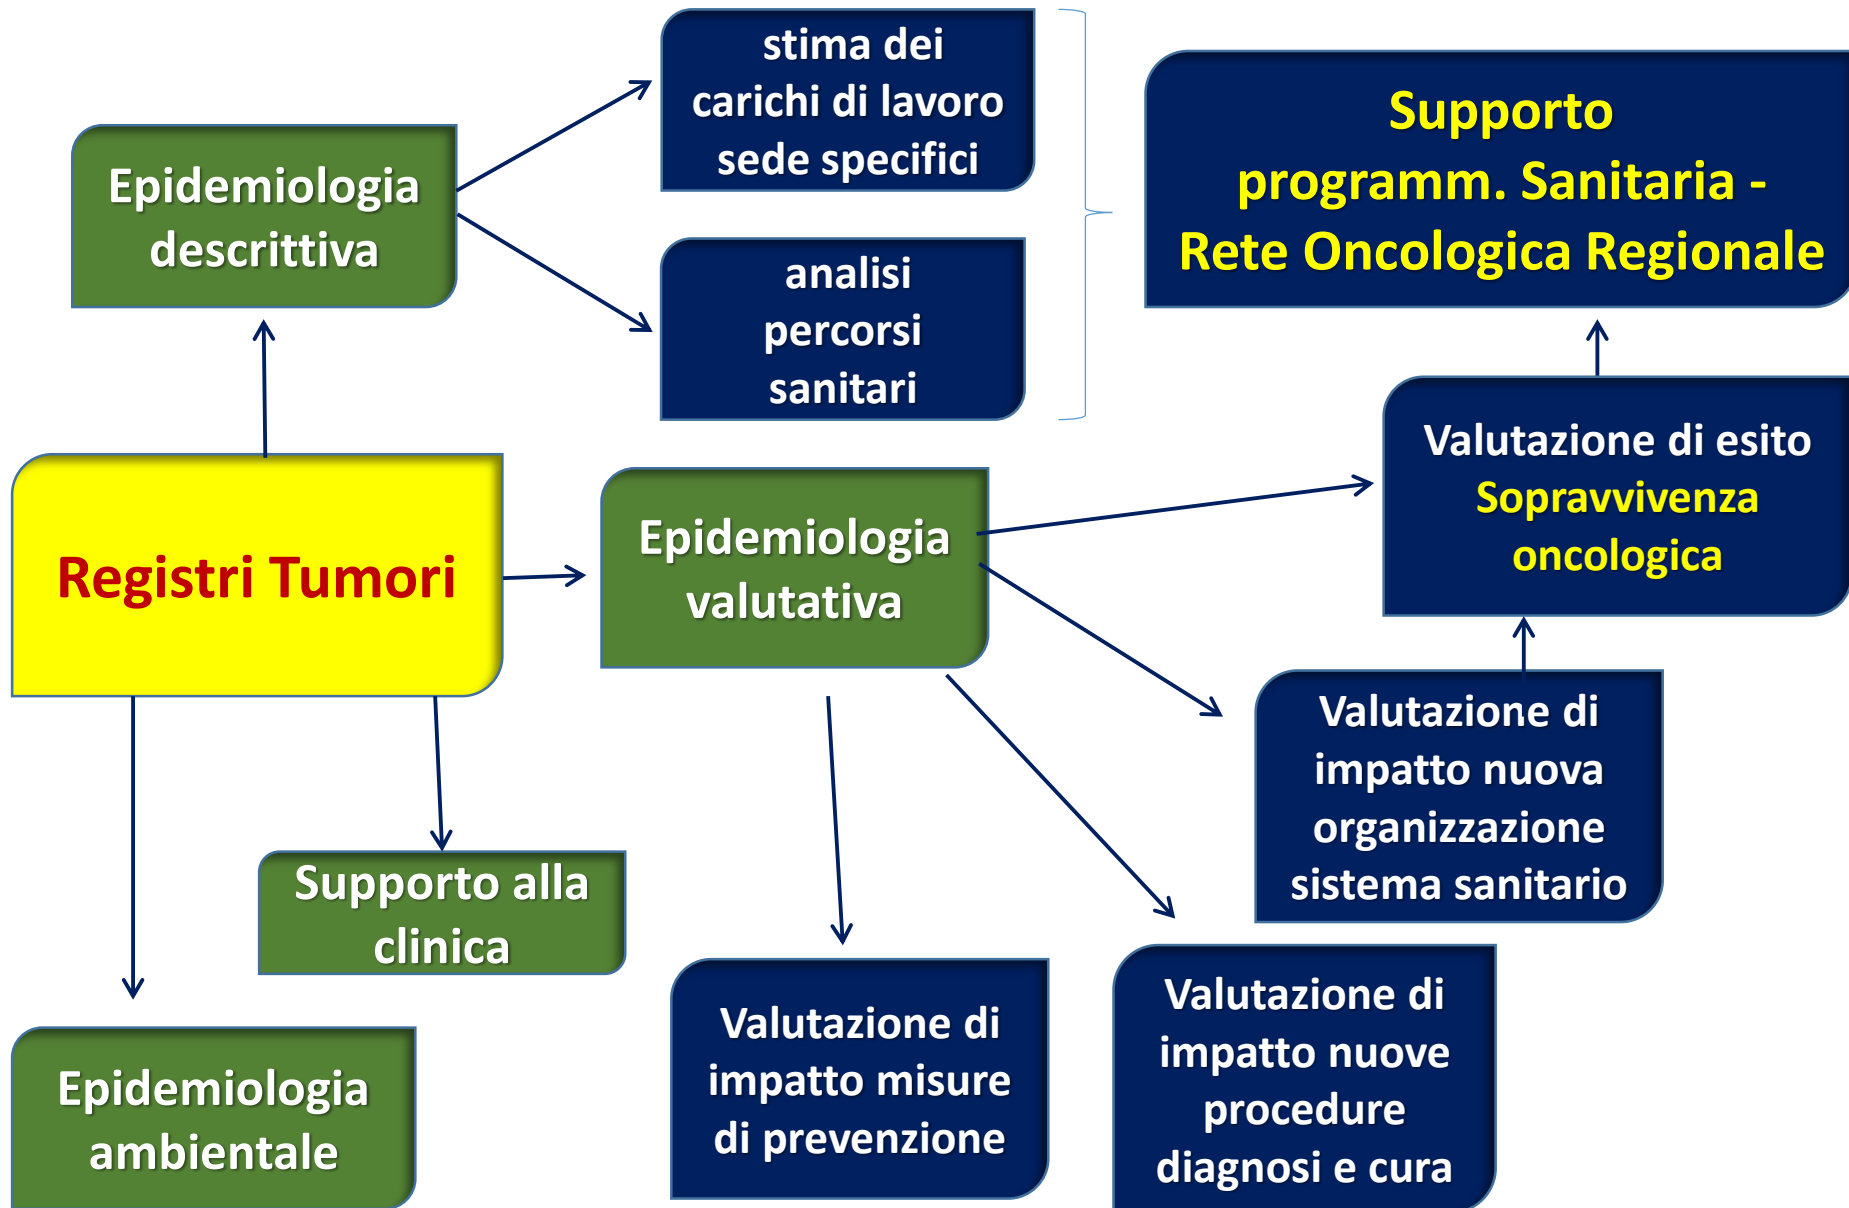 stima dei
carichi di lavoro
sede specifici
Supporto
programm. Sanitaria -
Rete Oncologica Regionale
Epidemiologia
descrittiva
analisi
percorsi
sanitari
Valutazione di esito
Sopravvivenza
oncologica
Registri Tumori
Epidemiologia
valutativa
Valutazione di
impatto nuova
organizzazione
sistema sanitario
Supporto alla
clinica
Valutazione di
impatto misure
di prevenzione
Valutazione di
impatto nuove
procedure
diagnosi e cura
Epidemiologia
ambientale